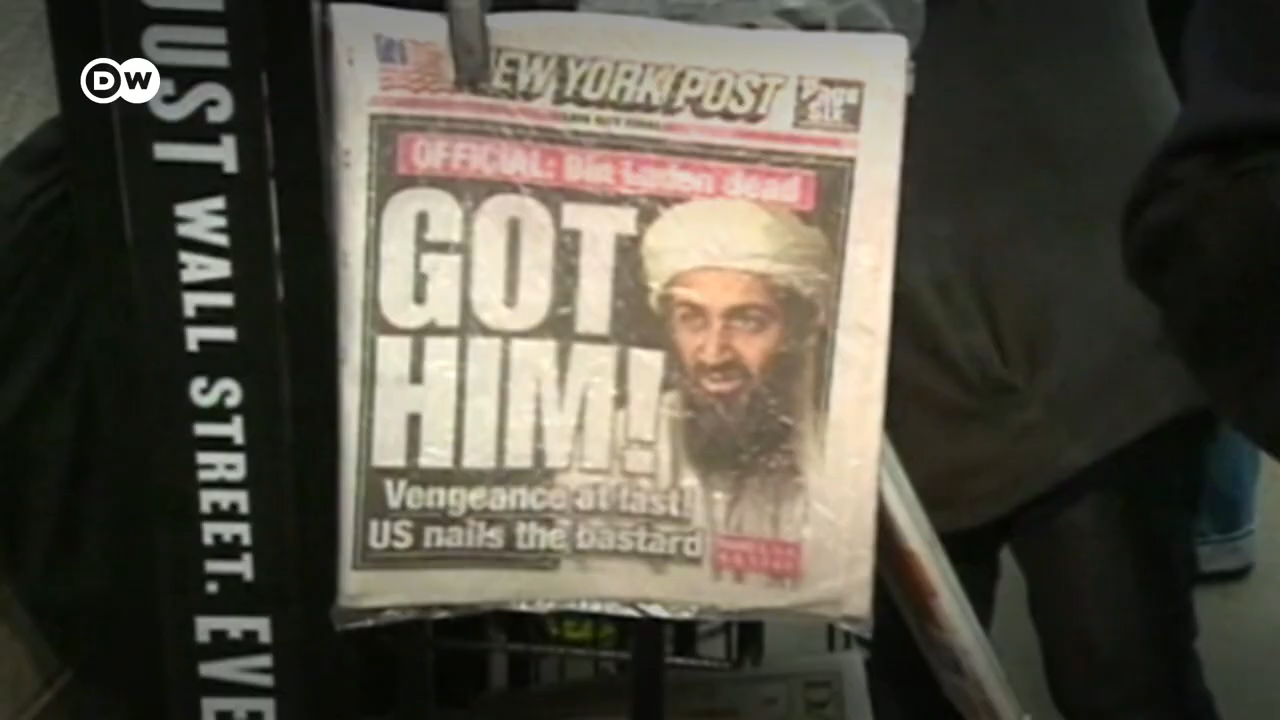 DW
JUST WALL STREET. EVE
NEW YORK POST
OFFICIAL: Bin Laden dead
GOT
HIM!
Vengeance at last!
US nails the bastard